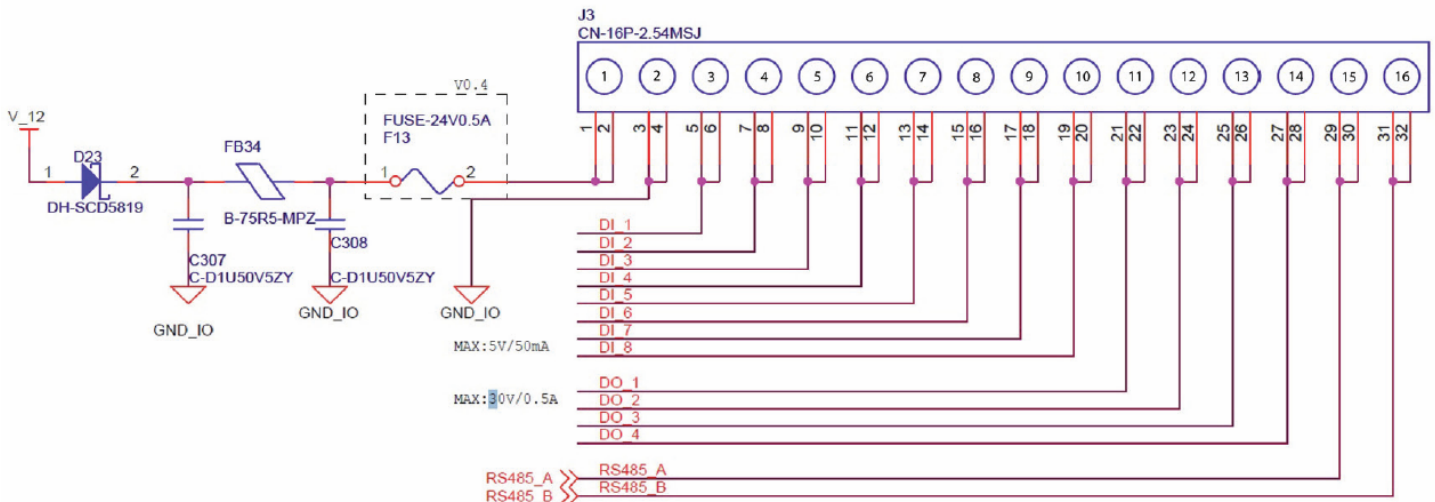 J3
CN-16P-2.54MSJ
1 2 3 4 5 6 7 8 9 10 11 12 13 14 15 16
V0.4
FUSE-24V0.5A
F13
1 2
1 2 3 4 5 6 7 8 9 10 11 12 13 14 15 16 17 18 19 20 21 22 23 24 25 26 27 28 29 30 31 32
V_12
D23
1 2
DH-SCD5819
FB34
B-75R5-MPZ
C307
C-D1U50V5ZY
C308
C-D1U50V5ZY
GND_IO
GND_IO
GND_IO
DI_1
DI_2
DI_3
DI_4
DI_5
DI_6
DI_7
MAX:5V/50mA
DI_8
DO_1
MAX:30V/0.5A
DO_2
DO_3
DO_4
RS485_A RS485_A
RS485_B RS485_B